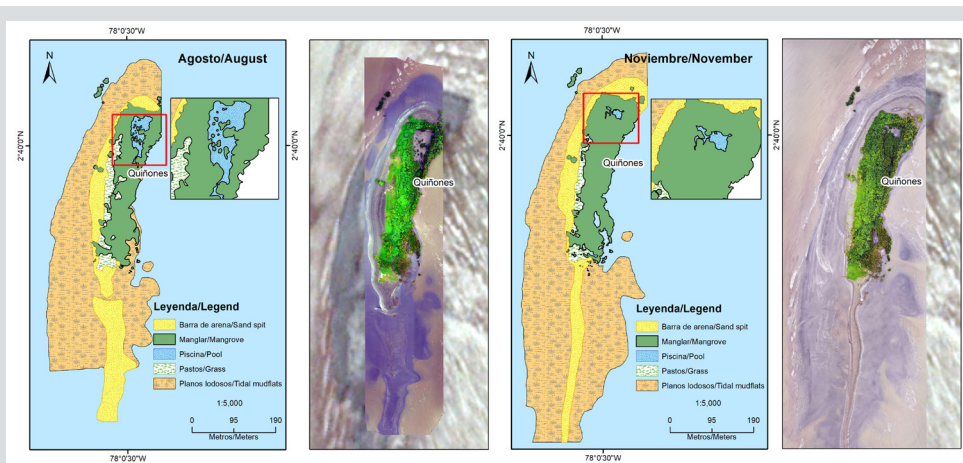 78°0'30"W
N
Agosto/August
2°40'0"N
Quiñones
Leyenda/Legend
Barra de arena/Sand spit
Manglar/Mangrove
Piscina/Pool
Pastos/Grass
Planos lodosos/Tidal mudflats
1:5,000
0 95 190
Metros/Meters
78°0'30"W
2°40'0"N
Quiñones
78°0'30"W
N
Noviembre/November
2°40'0"N
Quiñones
Leyenda/Legend
Barra de arena/Sand spit
Manglar/Mangrove
Piscina/Pool
Pastos/Grass
Planos lodosos/Tidal mudflats
1:5,000
0 95 190
Metros/Meters
78°0'30"W
2°40'0"N
Quiñones